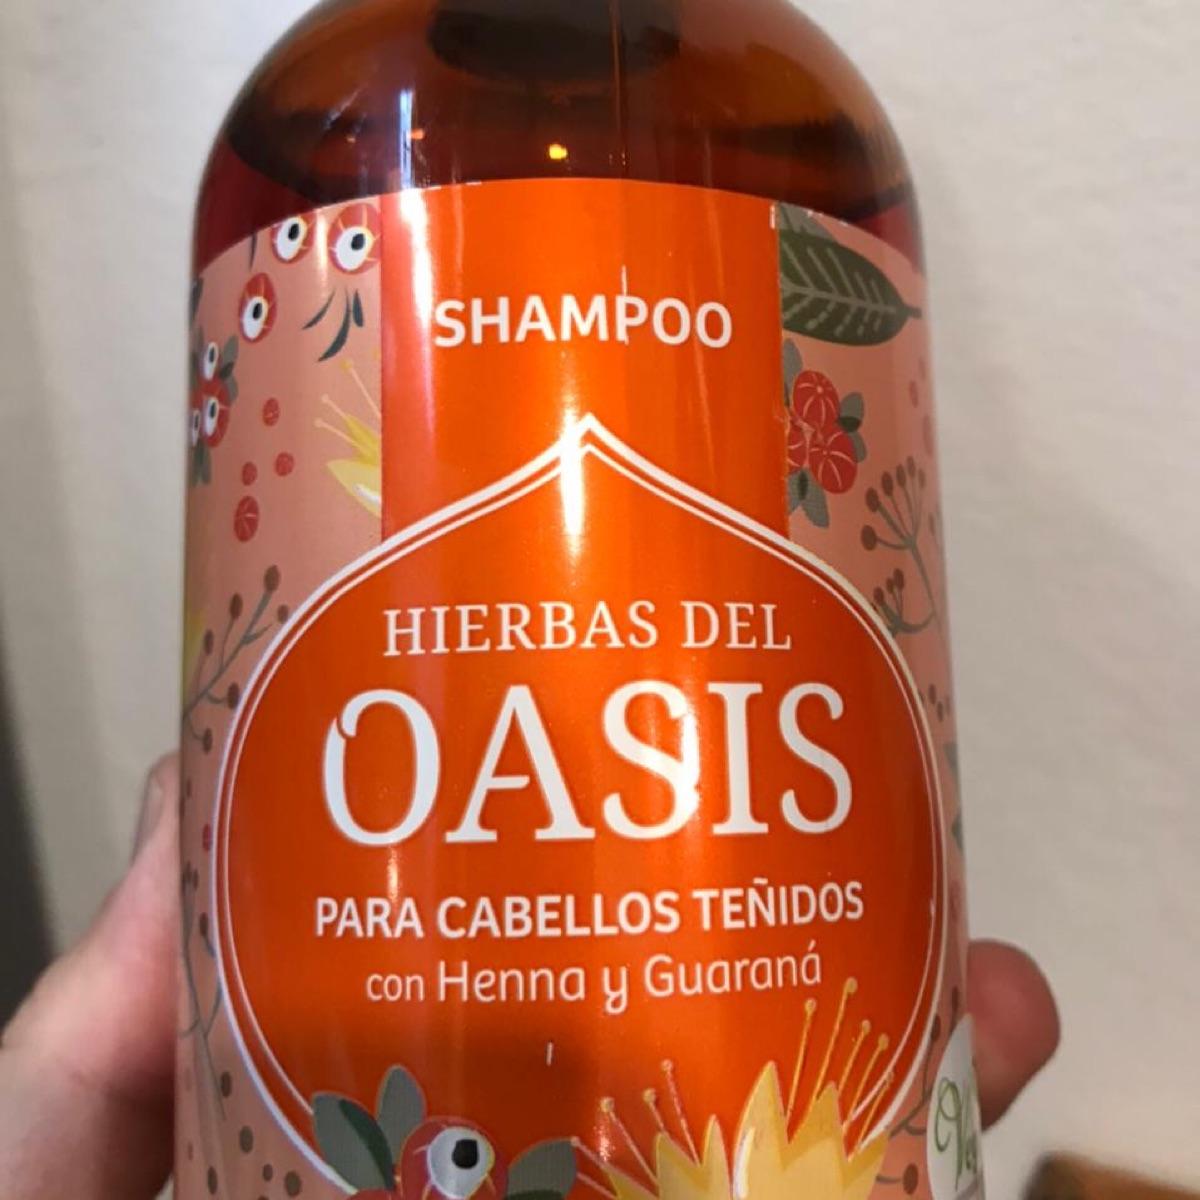 SHAMPOO
HIERBAS DEL
OASIS
PARA CABELLOS TEÑIDOS
con Henna y Guaraná